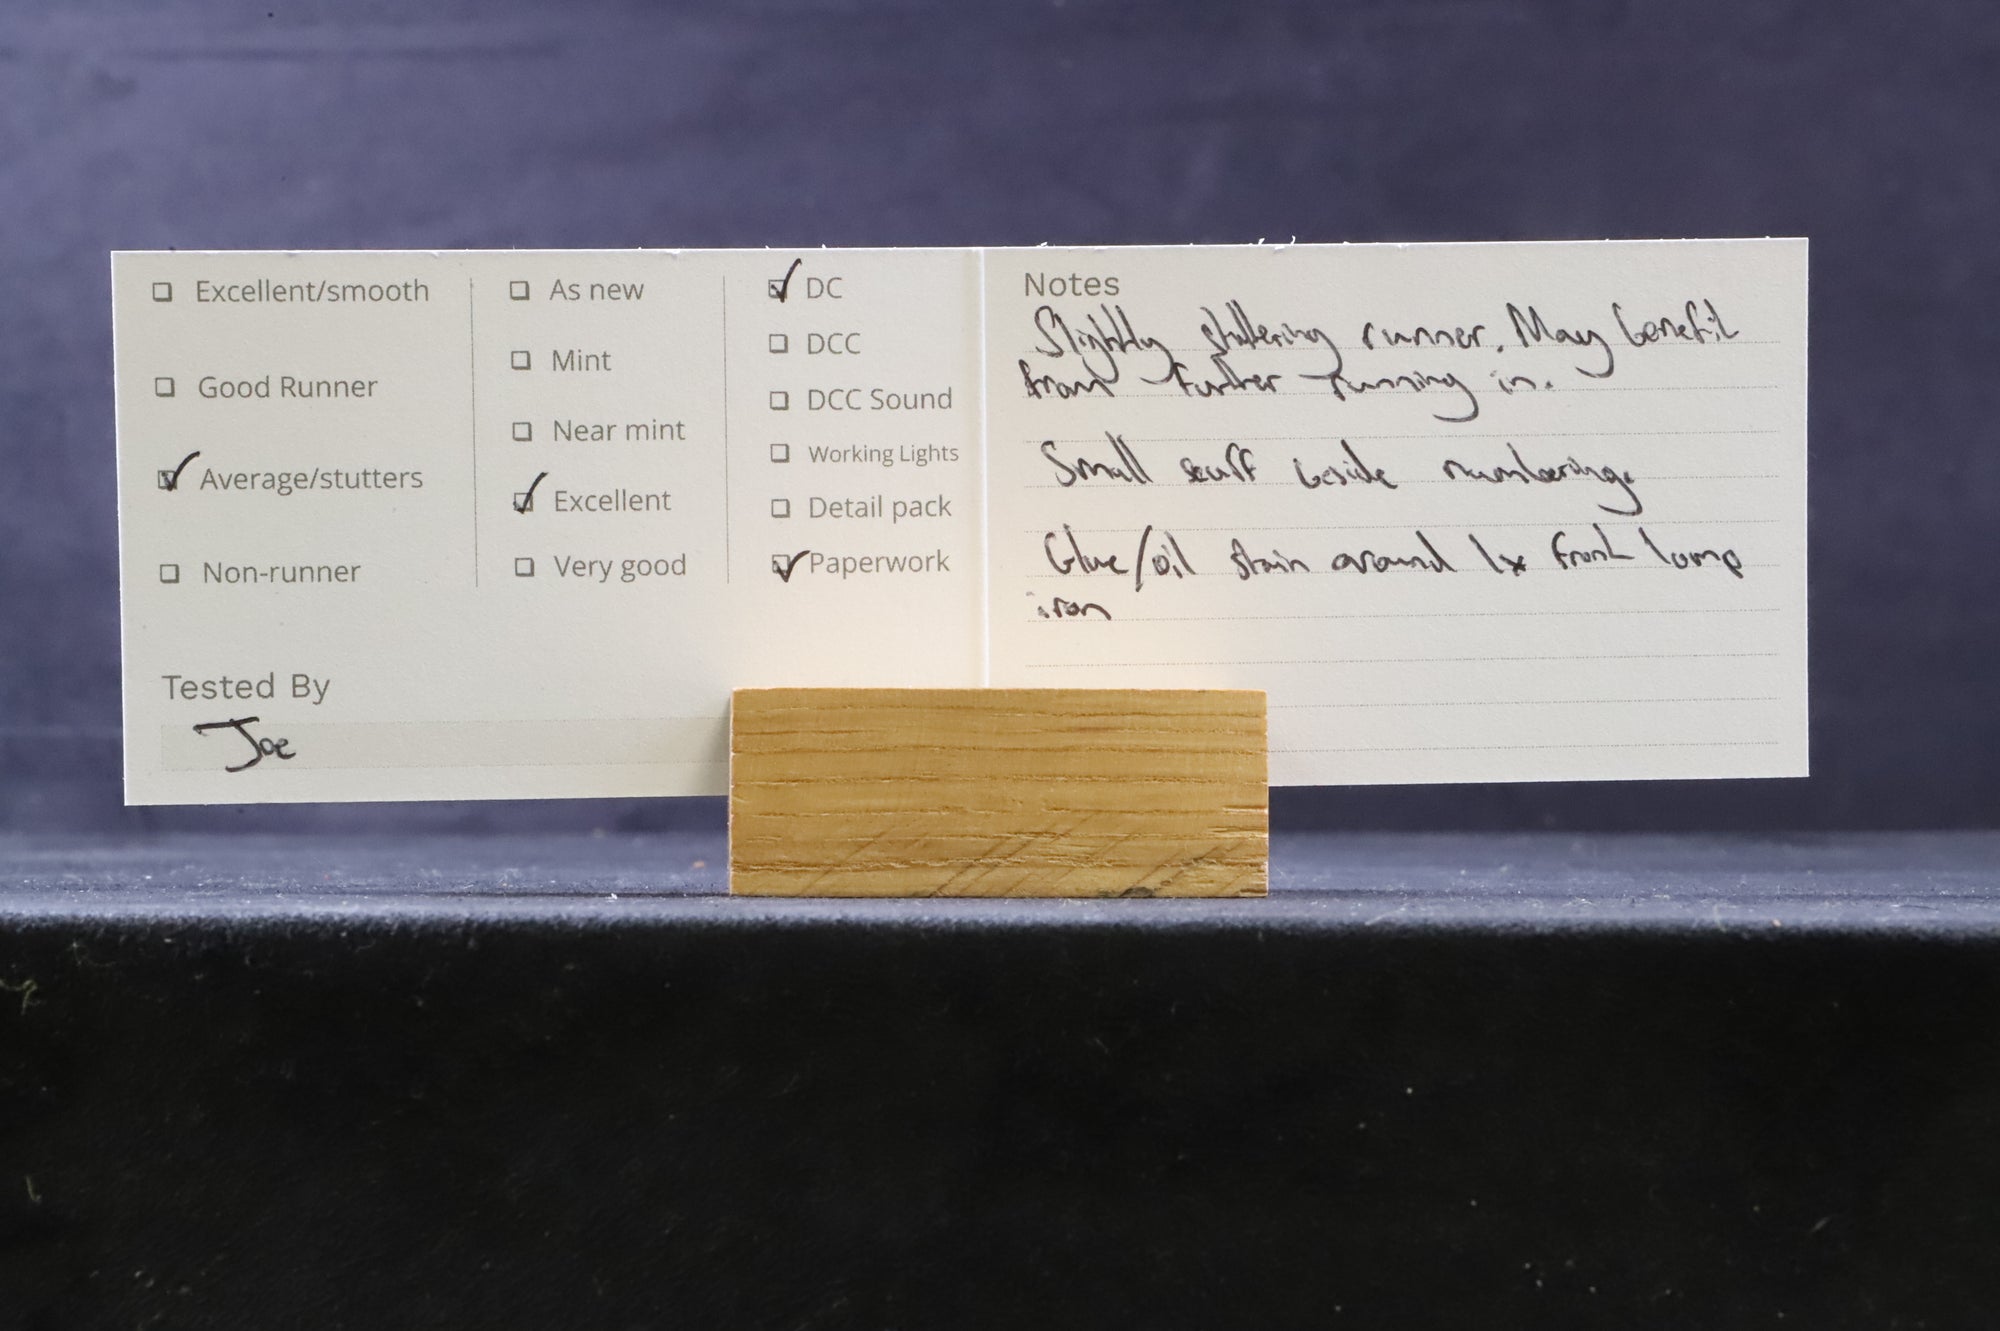 ☐ Excellent/smooth
☐ Good Runner
☑ Average/stutters
☐ Non-runner
☐ As new
☐ Mint
☐ Near mint
☑ Excellent
☐ Very good
☑ DC
☐ DCC
☐ DCC Sound
☐ Working Lights
☐ Detail pack
☑ Paperwork
Tested By
Joe
Notes
Slightly stuttering runner. May benefit
from further running in.
Small scuff beside numbering.
Glue/oil stain around 1x front lamp
iron